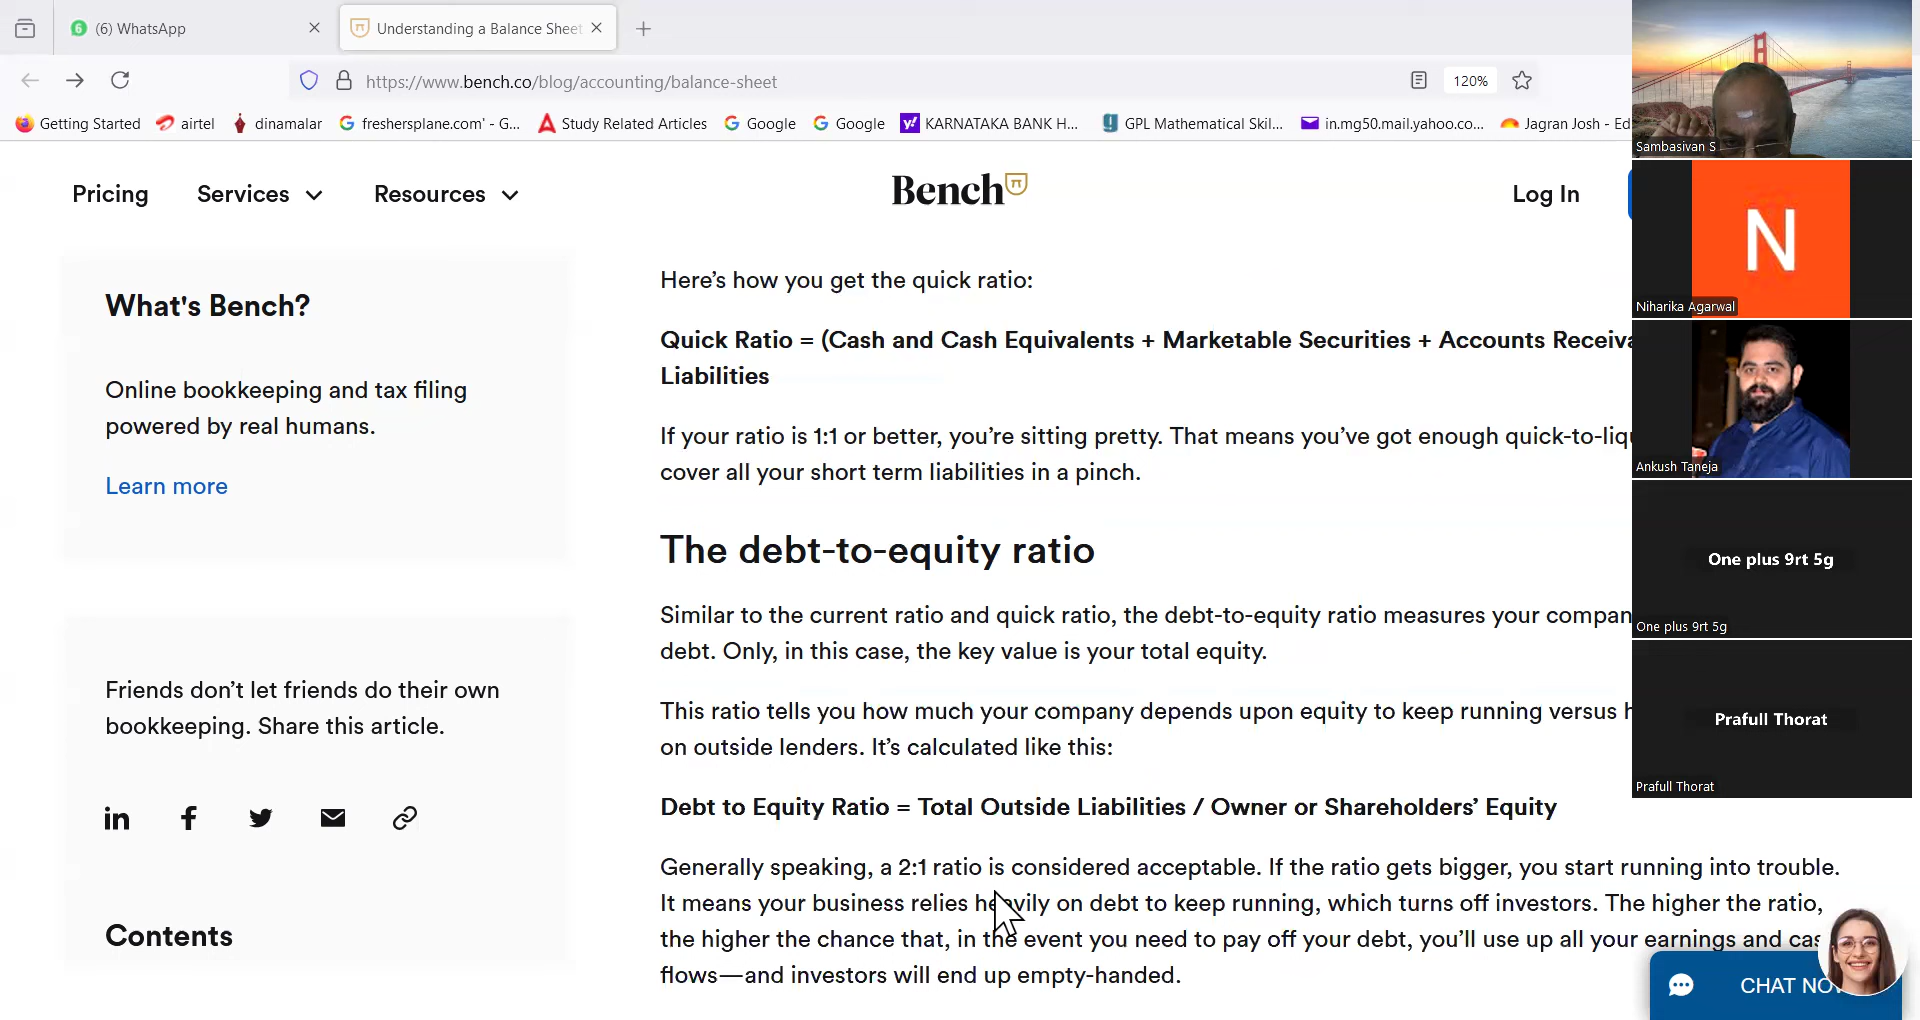 6 (6) WhatsApp
Understanding a Balance Sheet
https://www.bench.co/blog/accounting/balance-sheet
120%
Getting Started airtel dinamalar freshersplane.com' - G... Study Related Articles Google Google KARNATAKA BANK H... GPL Mathematical Skil... in.mg50.mail.yahoo.co... Jagran Josh - Ed
Pricing Services Resources
Bench
Log In
What's Bench?
Online bookkeeping and tax filing
powered by real humans.
Learn more
Friends don’t let friends do their own
bookkeeping. Share this article.
Contents
Here’s how you get the quick ratio:
Quick Ratio = (Cash and Cash Equivalents + Marketable Securities + Accounts Receiva
Liabilities
If your ratio is 1:1 or better, you’re sitting pretty. That means you’ve got enough quick-to-liqu
cover all your short term liabilities in a pinch.
The debt-to-equity ratio
Similar to the current ratio and quick ratio, the debt-to-equity ratio measures your compan
debt. Only, in this case, the key value is your total equity.
This ratio tells you how much your company depends upon equity to keep running versus h
on outside lenders. It’s calculated like this:
Debt to Equity Ratio = Total Outside Liabilities / Owner or Shareholders’ Equity
Generally speaking, a 2:1 ratio is considered acceptable. If the ratio gets bigger, you start running into trouble.
It means your business relies heavily on debt to keep running, which turns off investors. The higher the ratio,
the higher the chance that, in the event you need to pay off your debt, you’ll use up all your earnings and cas
flows—and investors will end up empty-handed.
Sambasivan S
N
Niharika Agarwal
Ankush Taneja
One plus 9rt 5g
One plus 9rt 5g
Prafull Thorat
Prafull Thorat
CHAT NO